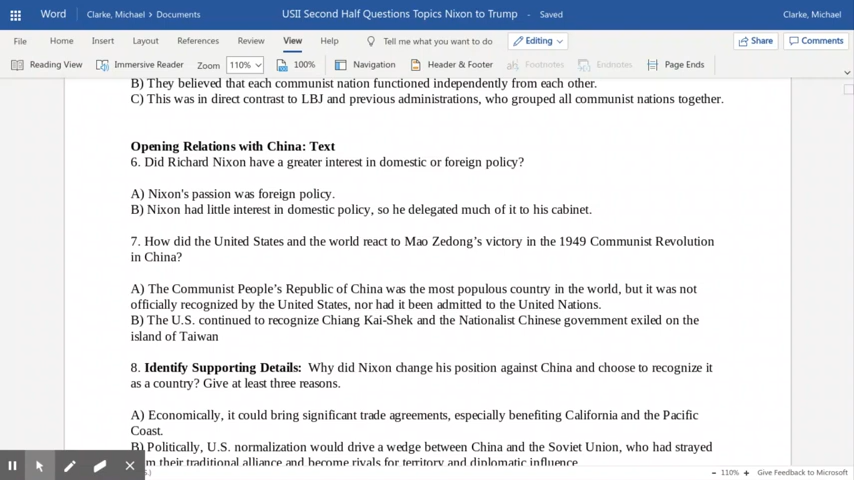 Word
Clarke, Michael > Documents
USII Second Half Questions Topics Nixon to Trump - Saved
Clarke, Michael
File Home Insert Layout References Review View Help Tell me what you want to do Editing Share Comments
Reading View Immersive Reader Zoom 110% 100% Navigation Header & Footer Footnotes Endnotes Page Ends
B) They believed that each communist nation functioned independently from each other.
C) This was in direct contrast to LBJ and previous administrations, who grouped all communist nations together.
Opening Relations with China: Text
6. Did Richard Nixon have a greater interest in domestic or foreign policy?
A) Nixon's passion was foreign policy.
B) Nixon had little interest in domestic policy, so he delegated much of it to his cabinet.
7. How did the United States and the world react to Mao Zedong's victory in the 1949 Communist Revolution
in China?
A) The Communist People's Republic of China was the most populous country in the world, but it was not
officially recognized by the United States, nor had it been admitted to the United Nations.
B) The U.S. continued to recognize Chiang Kai-Shek and the Nationalist Chinese government exiled on the
island of Taiwan
8. Identify Supporting Details: Why did Nixon change his position against China and choose to recognize it
as a country? Give at least three reasons.
A) Economically, it could bring significant trade agreements, especially benefiting California and the Pacific
Coast.
B) Politically, U.S. normalization would drive a wedge between China and the Soviet Union, who had strayed
their traditional alliance and become rivals for territory and diplomatic influence.
110% Give Feedback to Microsoft